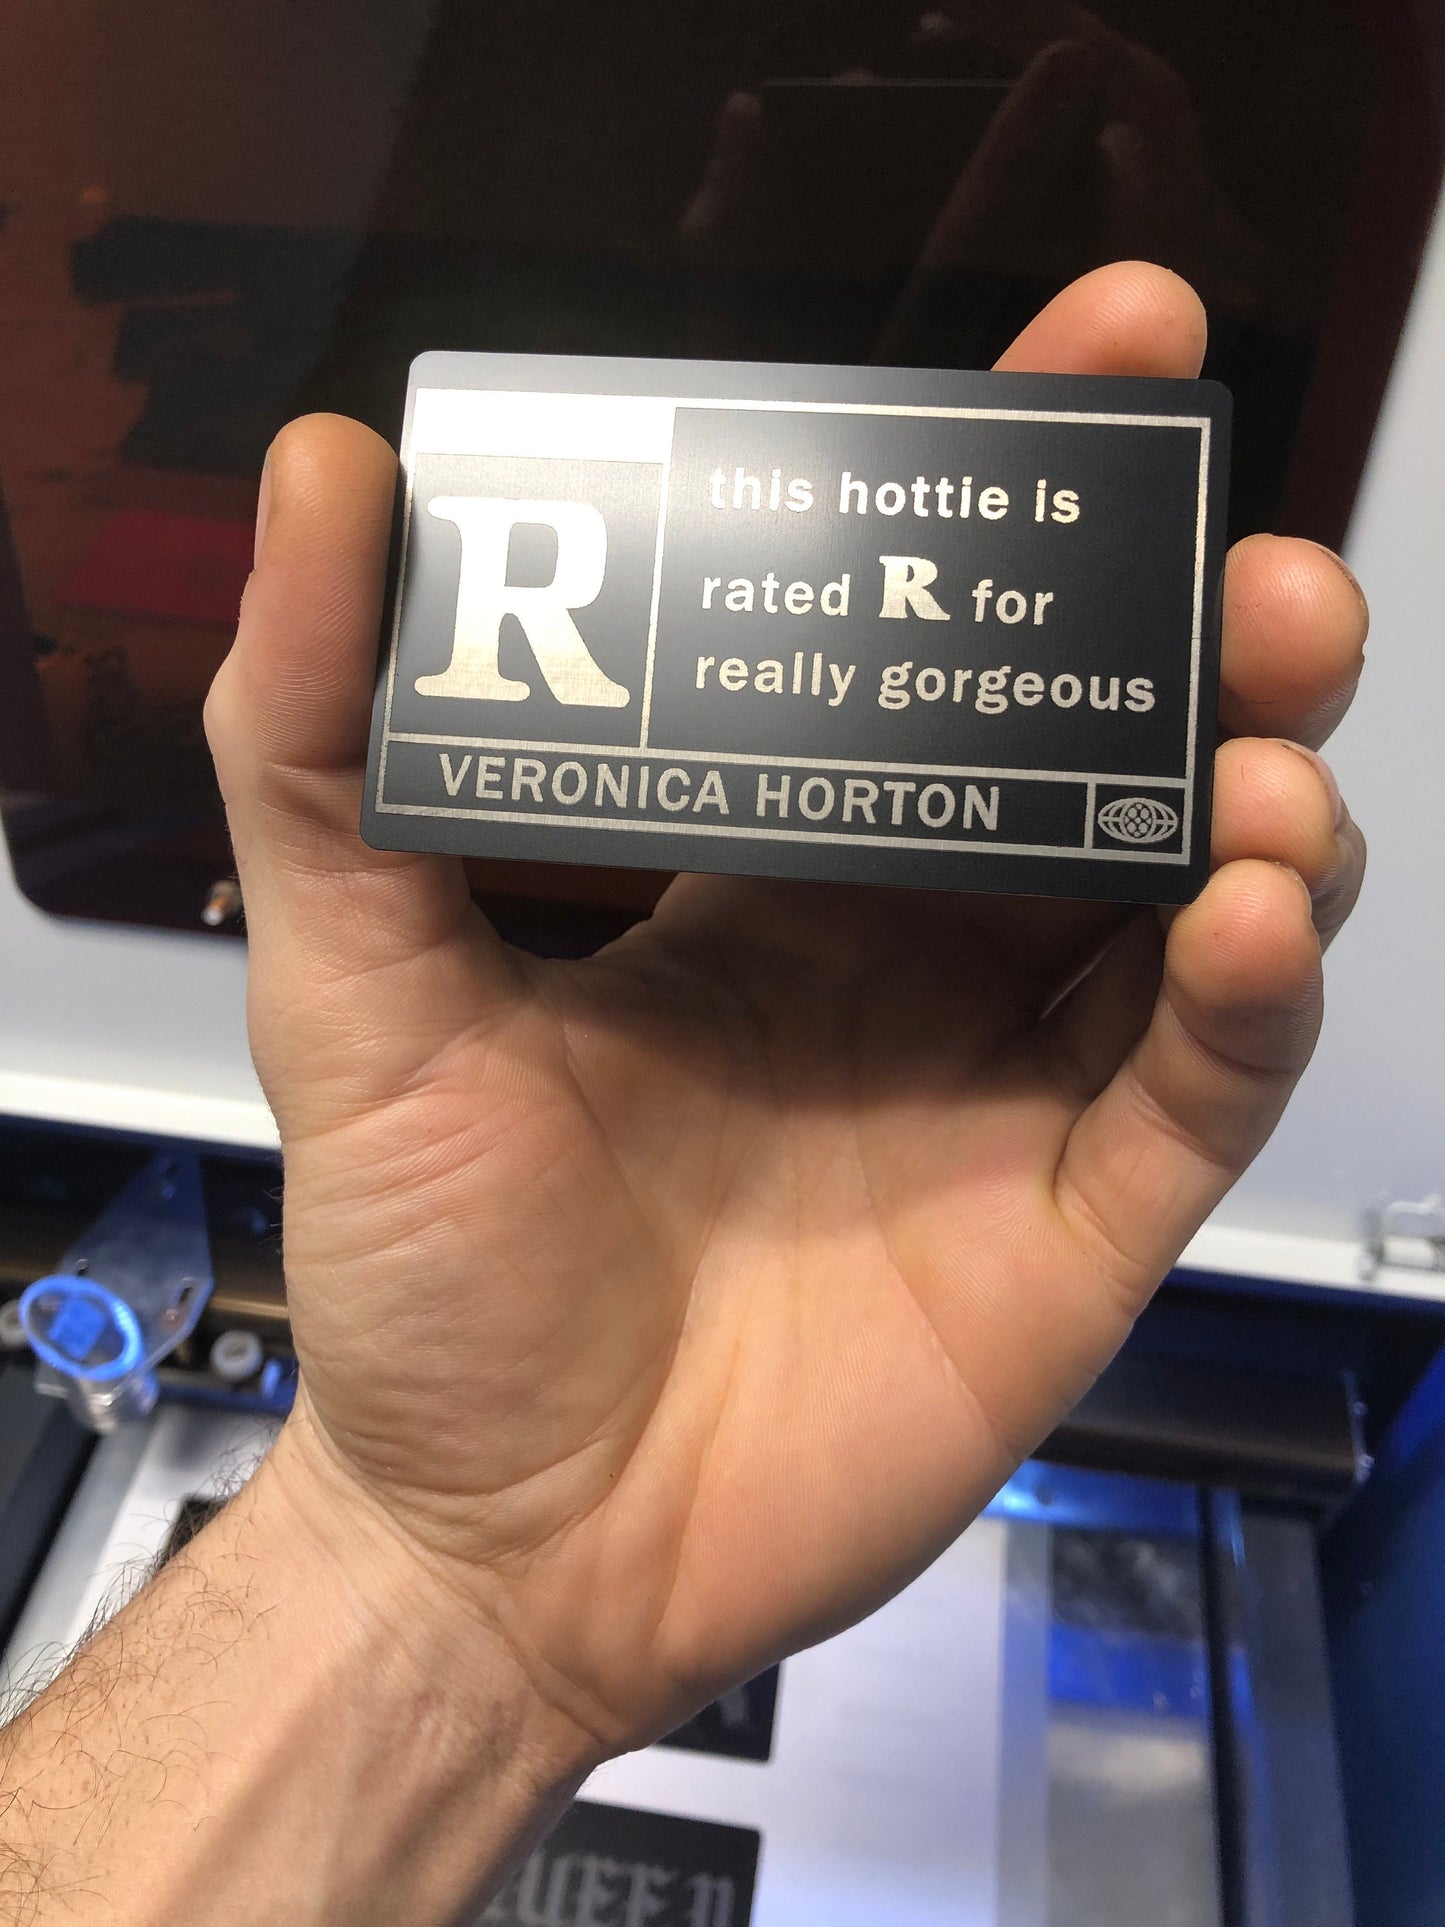 R
this hottie is
rated R for
really gorgeous
VERONICA HORTON